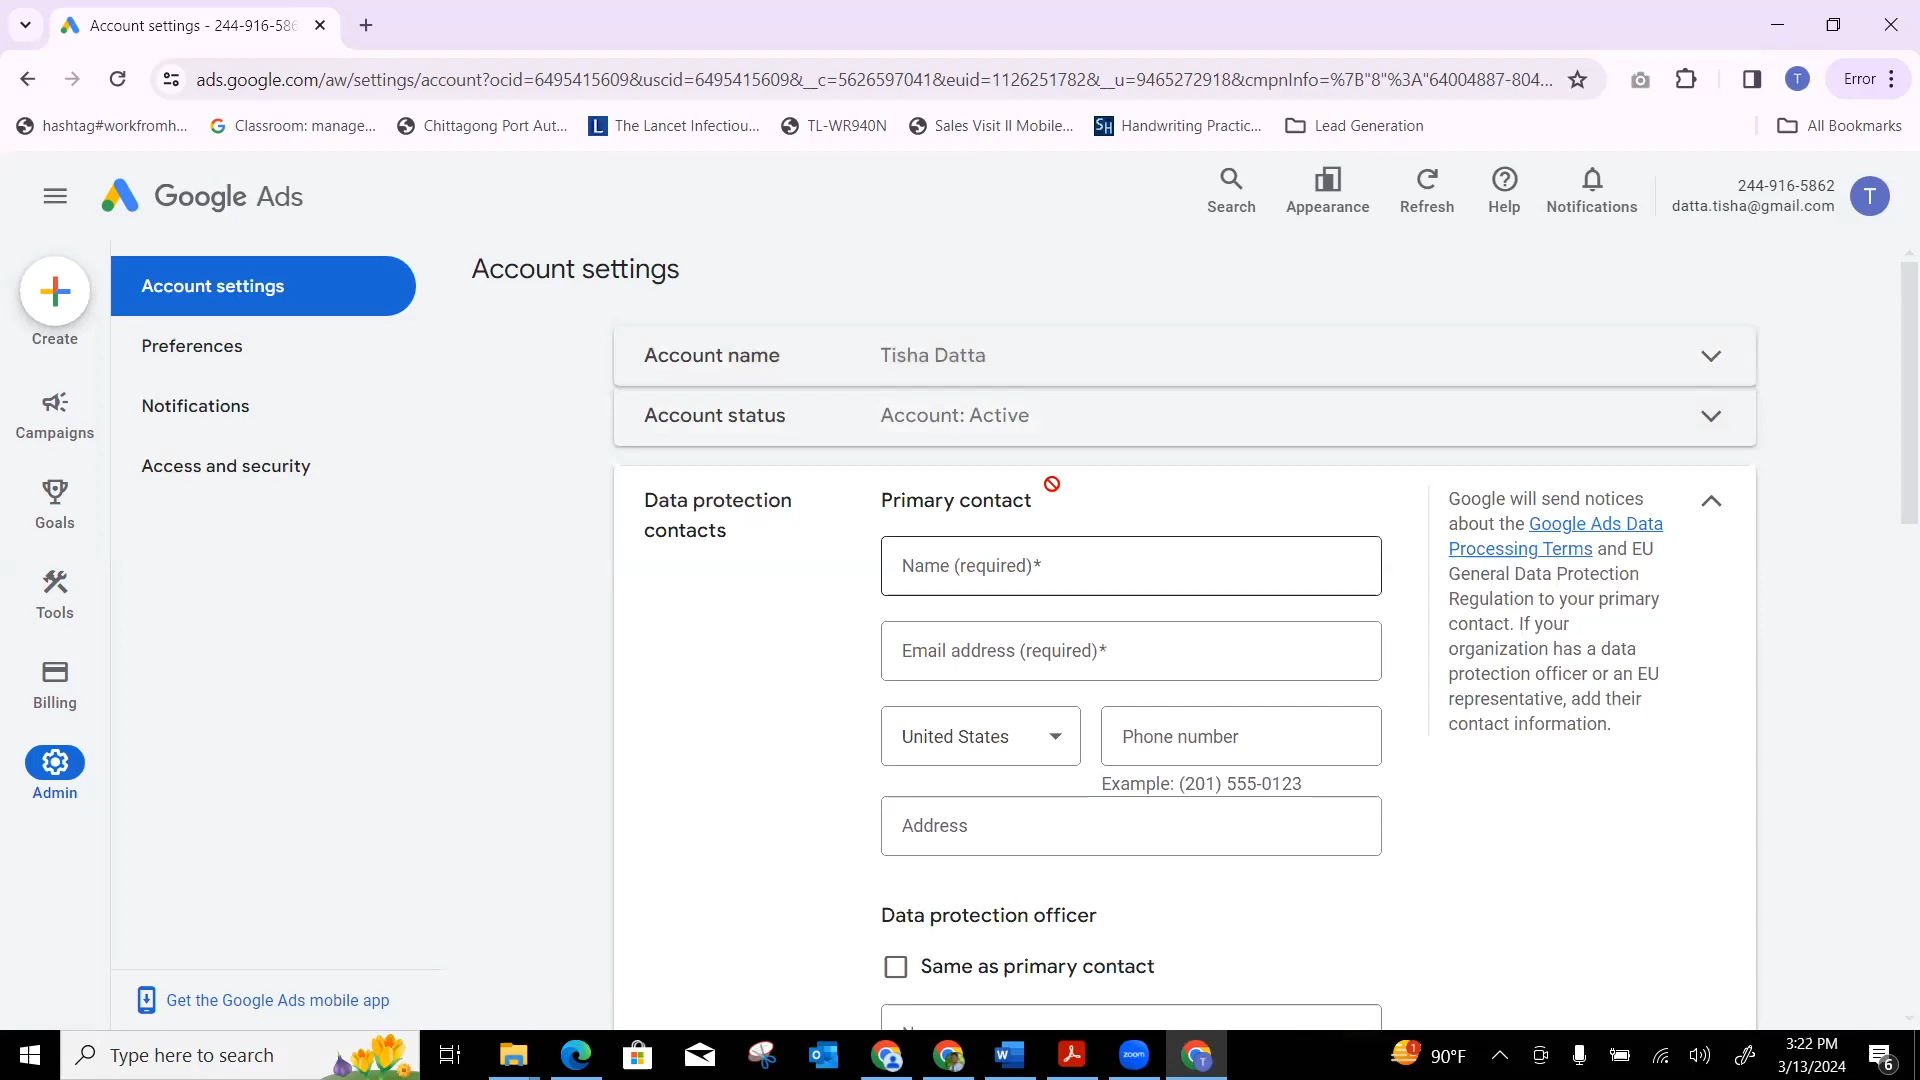 Account settings - 244-916-586
ads.google.com/aw/settings/account?ocid=6495415609&uscid=6495415609&__c=5626597041&euid=1126251782&__u=9465272918&cmpnInfo=%7B"8"%3A"64004887-804...
T
Error
hashtag#workfromh...
Classroom: manage...
Chittagong Port Aut...
The Lancet Infectiou...
TL-WR940N
Sales Visit II Mobile...
Handwriting Practic...
Lead Generation
All Bookmarks
Google Ads
Search
Appearance
Refresh
Help
Notifications
244-916-5862
datta.tisha@gmail.com
T
Create
Campaigns
Goals
Tools
Billing
Admin
Account settings
Preferences
Notifications
Access and security
Get the Google Ads mobile app
Account settings
Account name Tisha Datta
Account status Account: Active
Data protection
contacts
Primary contact
Name (required)*
Email address (required)*
United States
Phone number
Example: (201) 555-0123
Address
Data protection officer
Same as primary contact
Google will send notices
about the Google Ads Data
Processing Terms and EU
General Data Protection
Regulation to your primary
contact. If your
organization has a data
protection officer or an EU
representative, add their
contact information.
Type here to search
zoom
1
90°F
3:22 PM
3/13/2024
6